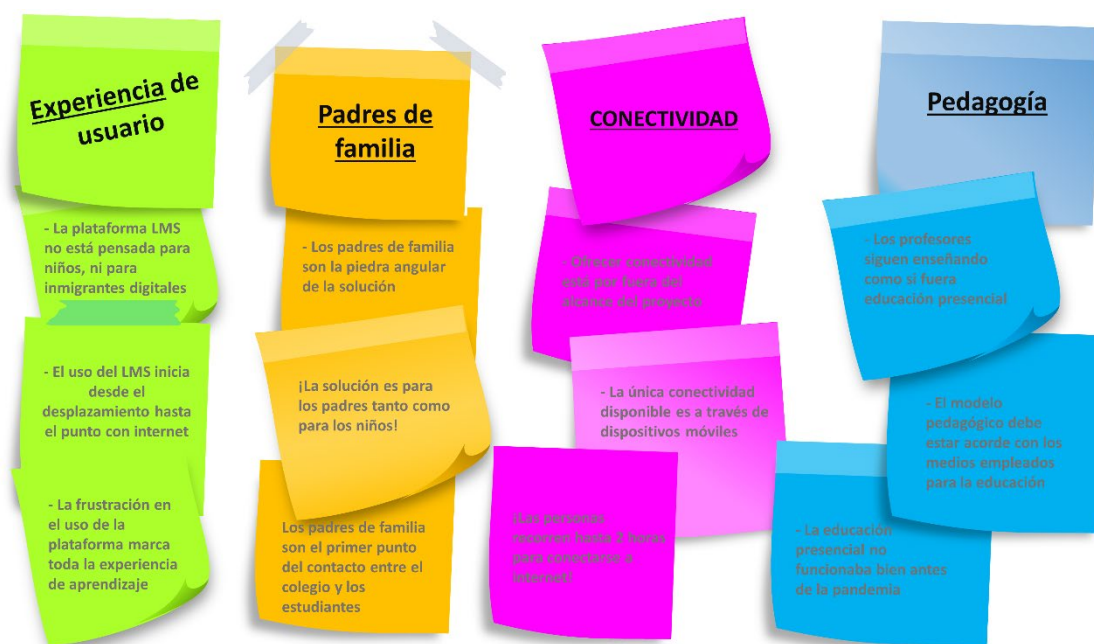 Experiencia de
usuario
- La plataforma LMS
no está pensada para
niños, ni para
inmigrantes digitales
- El uso del LMS inicia
desde el
desplazamiento hasta
el punto con internet
- La frustración en
el uso de la
plataforma marca
toda la experiencia
de aprendizaje
Padres de
familia
- Los padres de familia
son la piedra angular
de la solución
¡La solución es para
los padres tanto como
para los niños!
Los padres de familia
son el primer punto
del contacto entre el
colegio y los
estudiantes
CONECTIVIDAD
- Ofrecer conectividad
está por fuera del
alcance del proyecto
- La única conectividad
disponible es a través de
dispositivos móviles
¡Las personas
recorren hasta 2 horas
para conectarse a
internet!
Pedagogía
- Los profesores
siguen enseñando
como si fuera
educación presencial
- El modelo
pedagógico debe
estar acorde con los
medios empleados
para la educación
- La educación
presencial no
funcionaba bien antes
de la pandemia